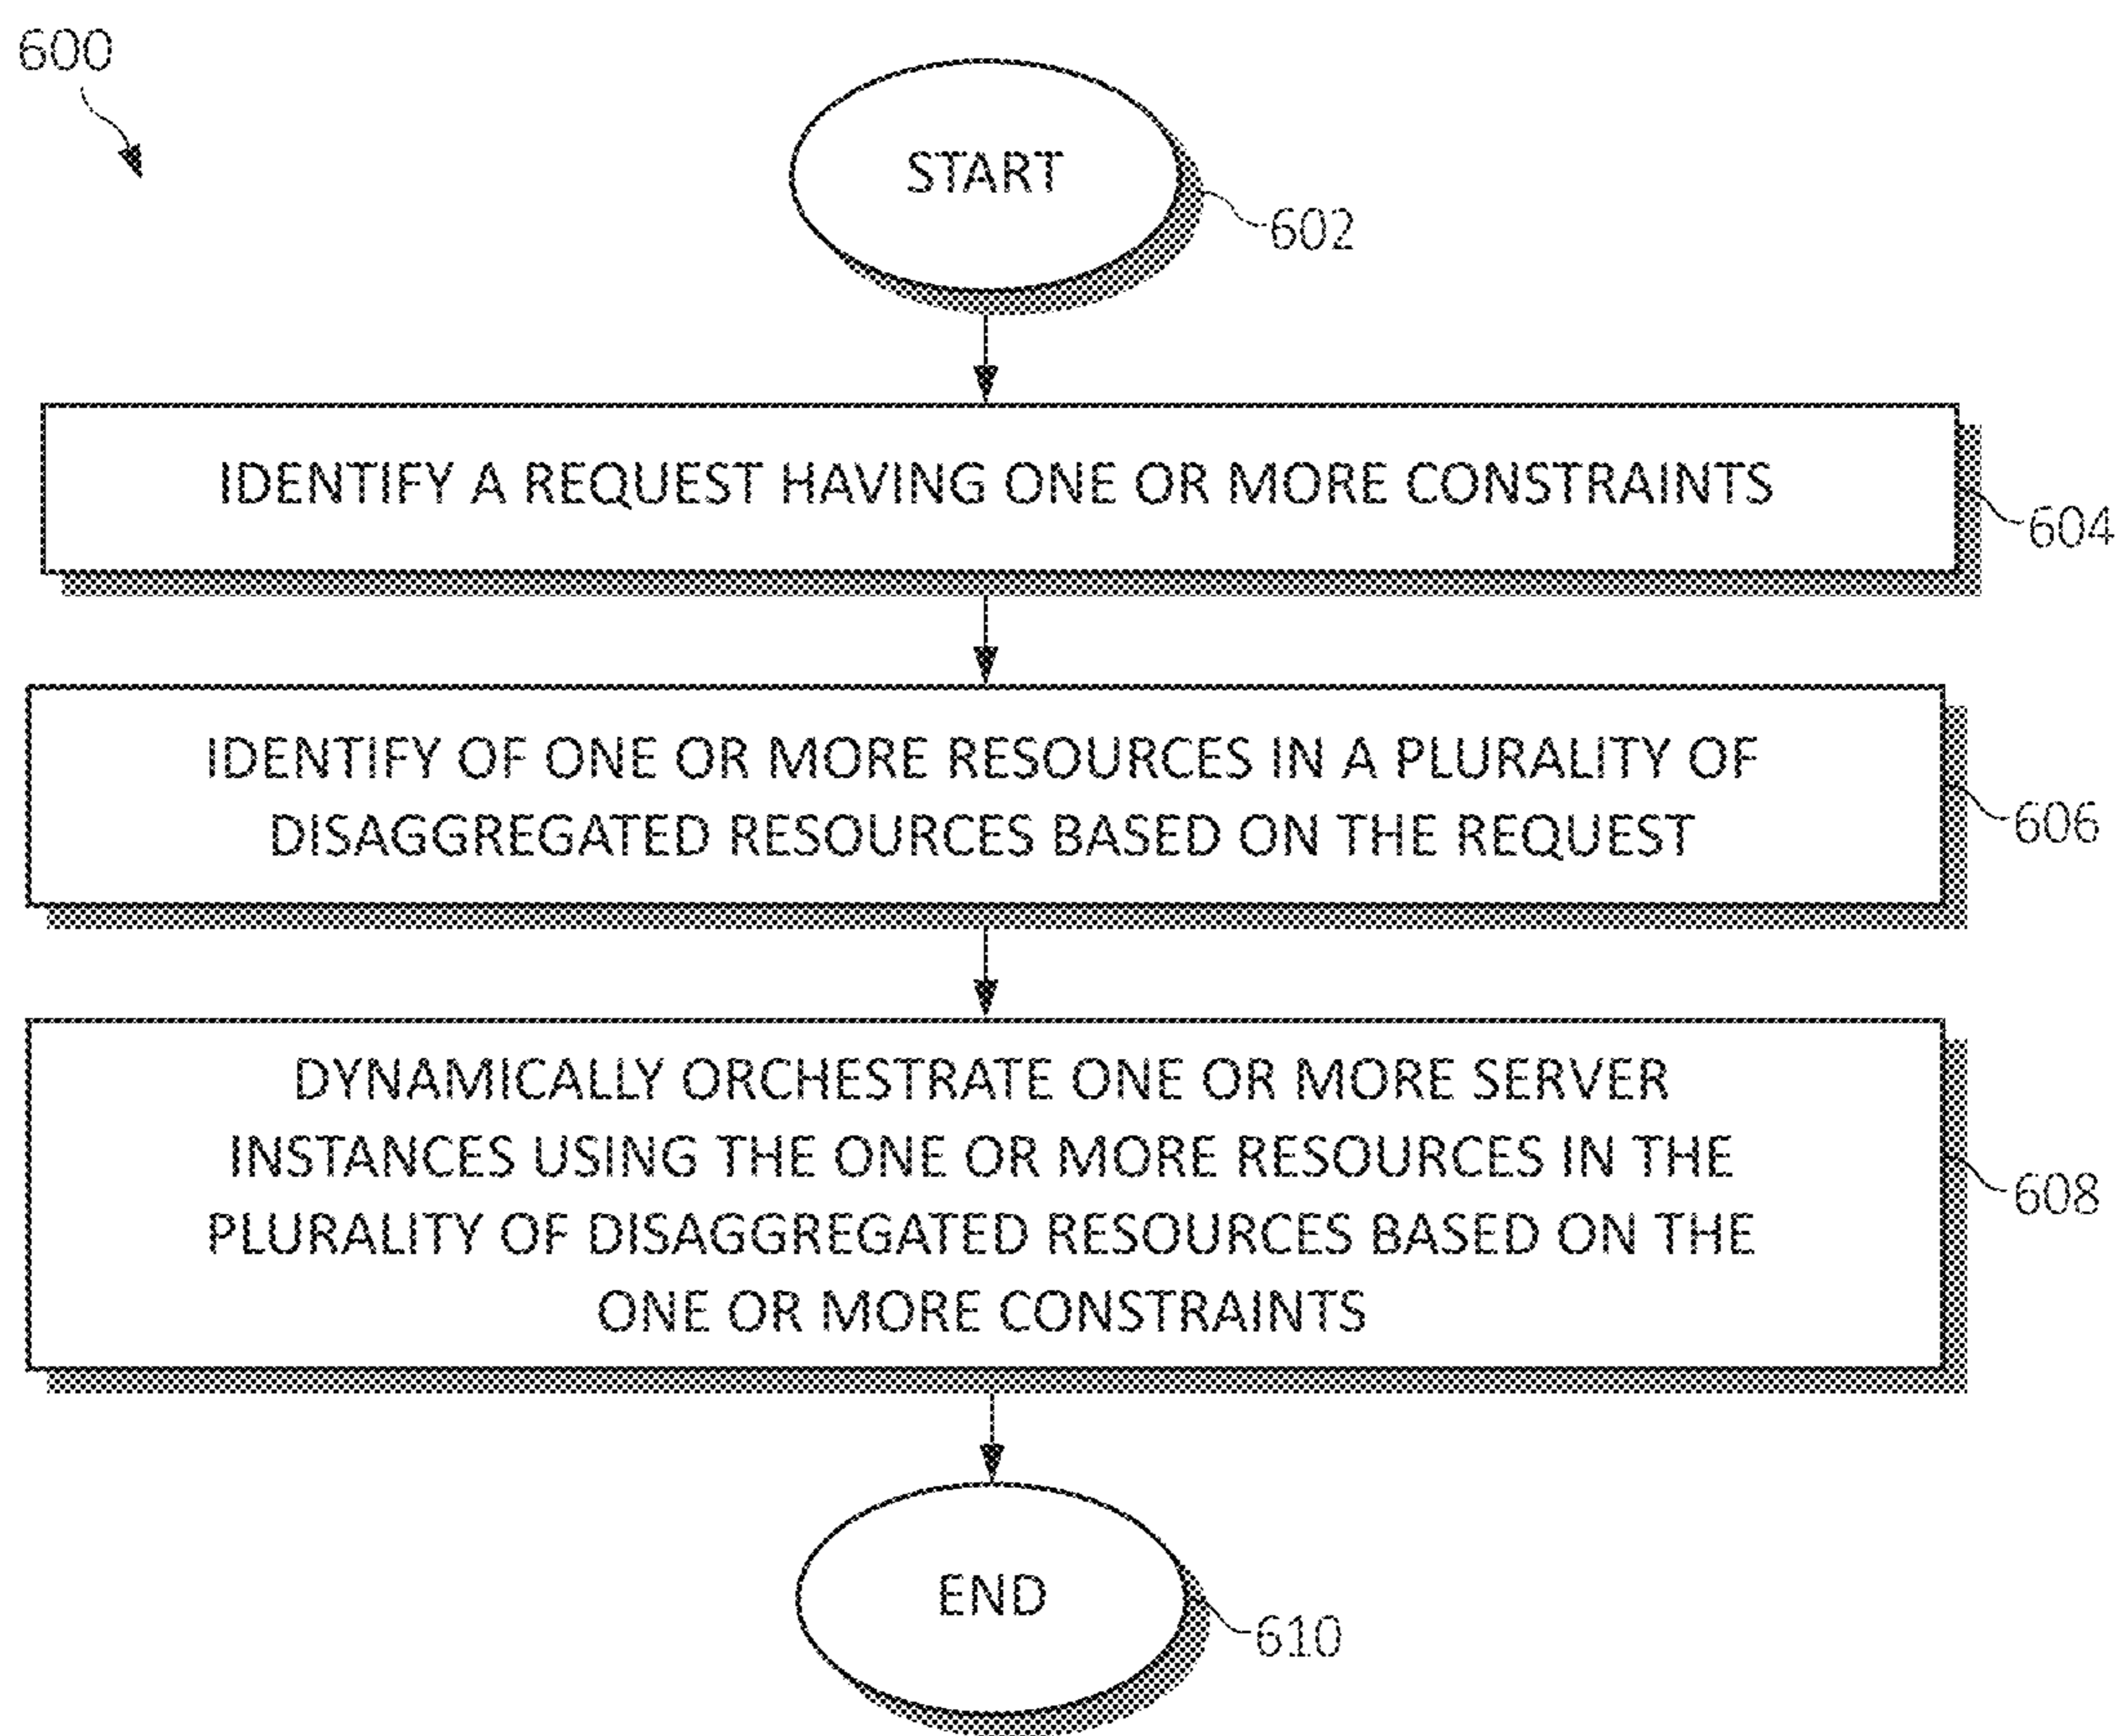 600
START
602
IDENTIFY A REQUEST HAVING ONE OR MORE CONSTRAINTS
604
IDENTIFY OF ONE OR MORE RESOURCES IN A PLURALITY OF
DISAGGREGATED RESOURCES BASED ON THE REQUEST
606
DYNAMICALLY ORCHESTRATE ONE OR MORE SERVER
INSTANCES USING THE ONE OR MORE RESOURCES IN THE
PLURALITY OF DISAGGREGATED RESOURCES BASED ON THE
ONE OR MORE CONSTRAINTS
608
END
610